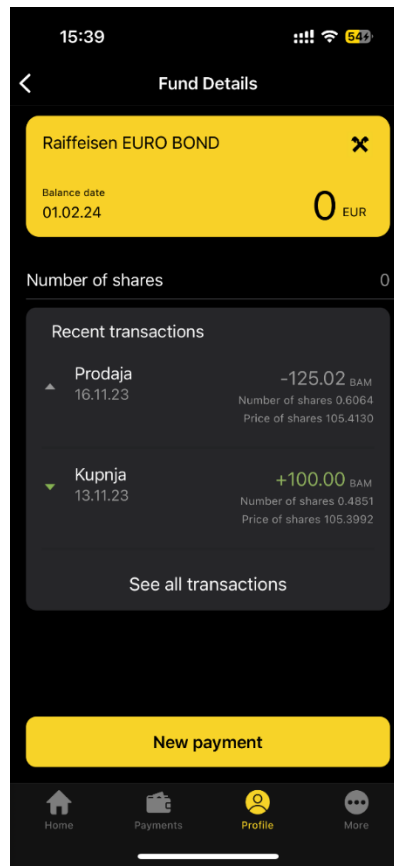 15:39
54
Fund Details
Raiffeisen EURO BOND
Balance date
01.02.24
0 EUR
Number of shares 0
Recent transactions
Prodaja -125.02 BAM
16.11.23 Number of shares 0.6064
Price of shares 105.4130
Kupnja +100.00 BAM
13.11.23 Number of shares 0.4851
Price of shares 105.3992
See all transactions
New payment
Home Payments Profile More